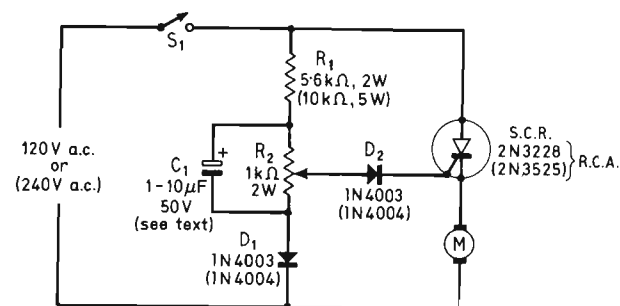 S₁
R₁
5·6kΩ, 2W
(10kΩ, 5W)
120V a.c.
or
(240V a.c.)
+
C₁
1-10µF
50V
(see text)
R₂
1kΩ
2W
D₂
1N4003
(1N4004)
S.C.R.
2N3228
(2N3525)
R.C.A.
M
D₁
1N4003
(1N4004)